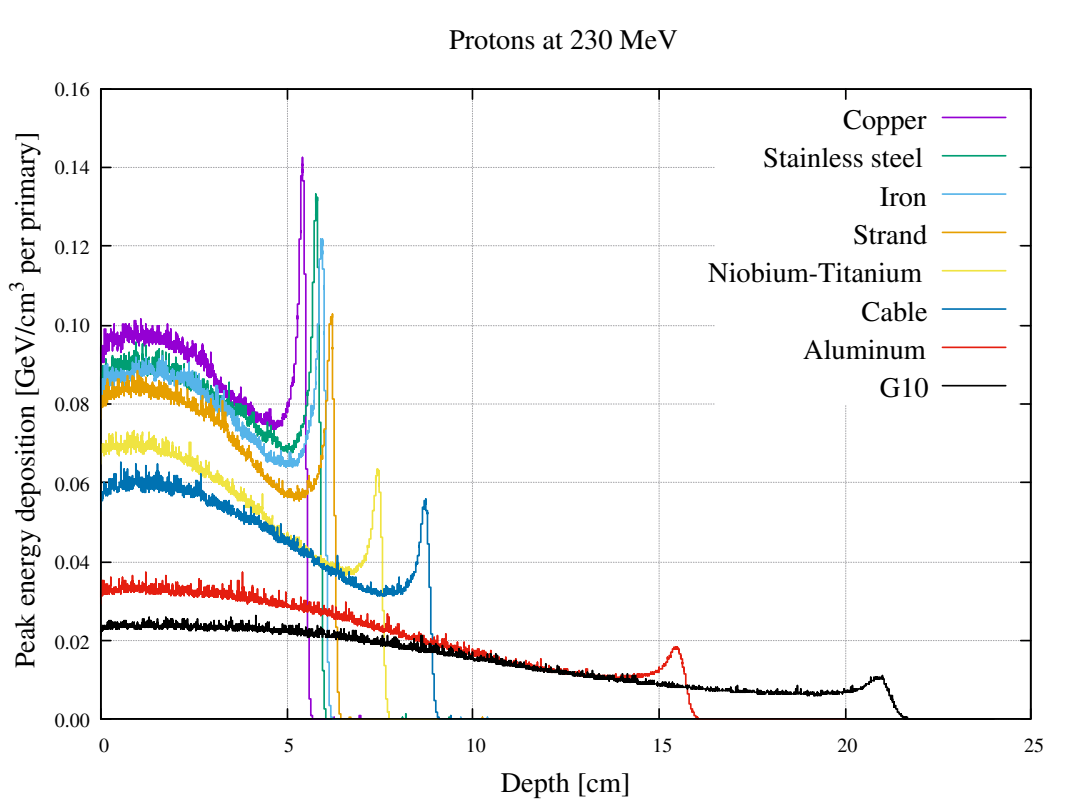 Protons at 230 MeV
Peak energy deposition [GeV/cm³ per primary]
0.16
0.14
0.12
0.10
0.08
0.06
0.04
0.02
0.00
Copper
Stainless steel
Iron
Strand
Niobium-Titanium
Cable
Aluminum
G10
0 5 10 15 20 25
Depth [cm]